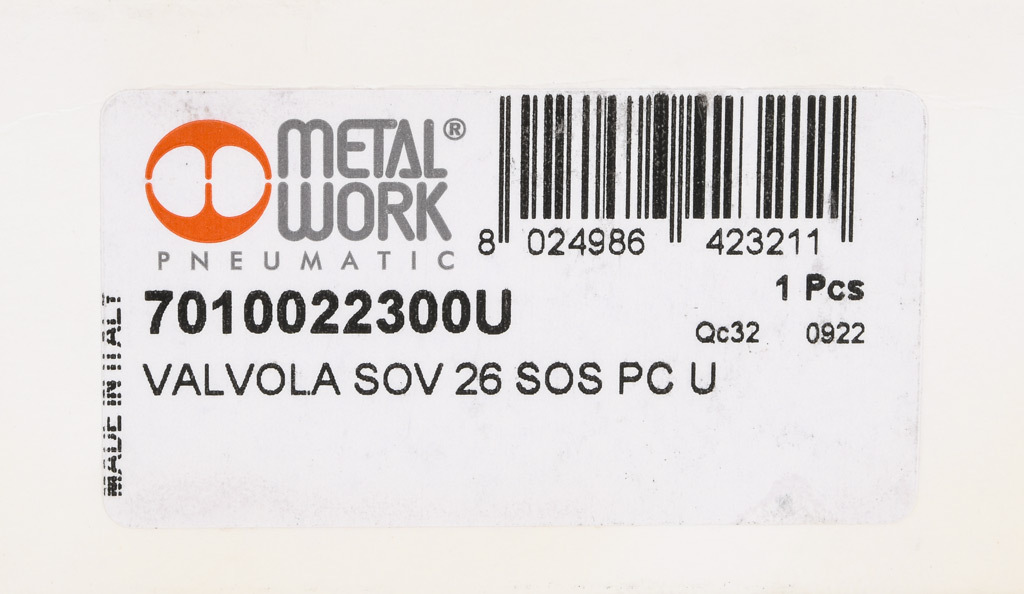 METAL®
WORK
PNEUMATIC
8 024986 423211
7010022300U
1 Pcs
Qc32 0922
VALVOLA SOV 26 SOS PC U
MADE IN ITALY